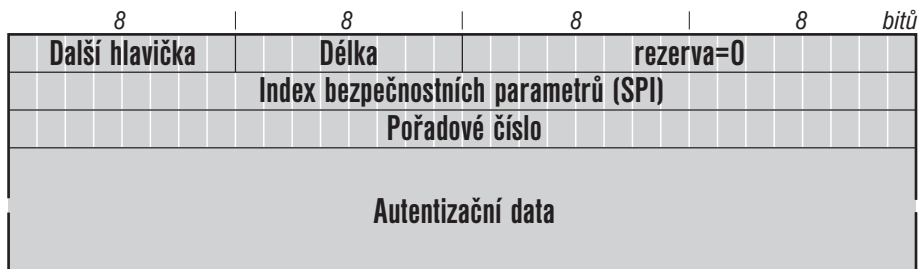 8 8 8 8 bitů
Další hlavička Délka rezerva=0
Index bezpečnostních parametrů (SPI)
Pořadové číslo
Autentizační data